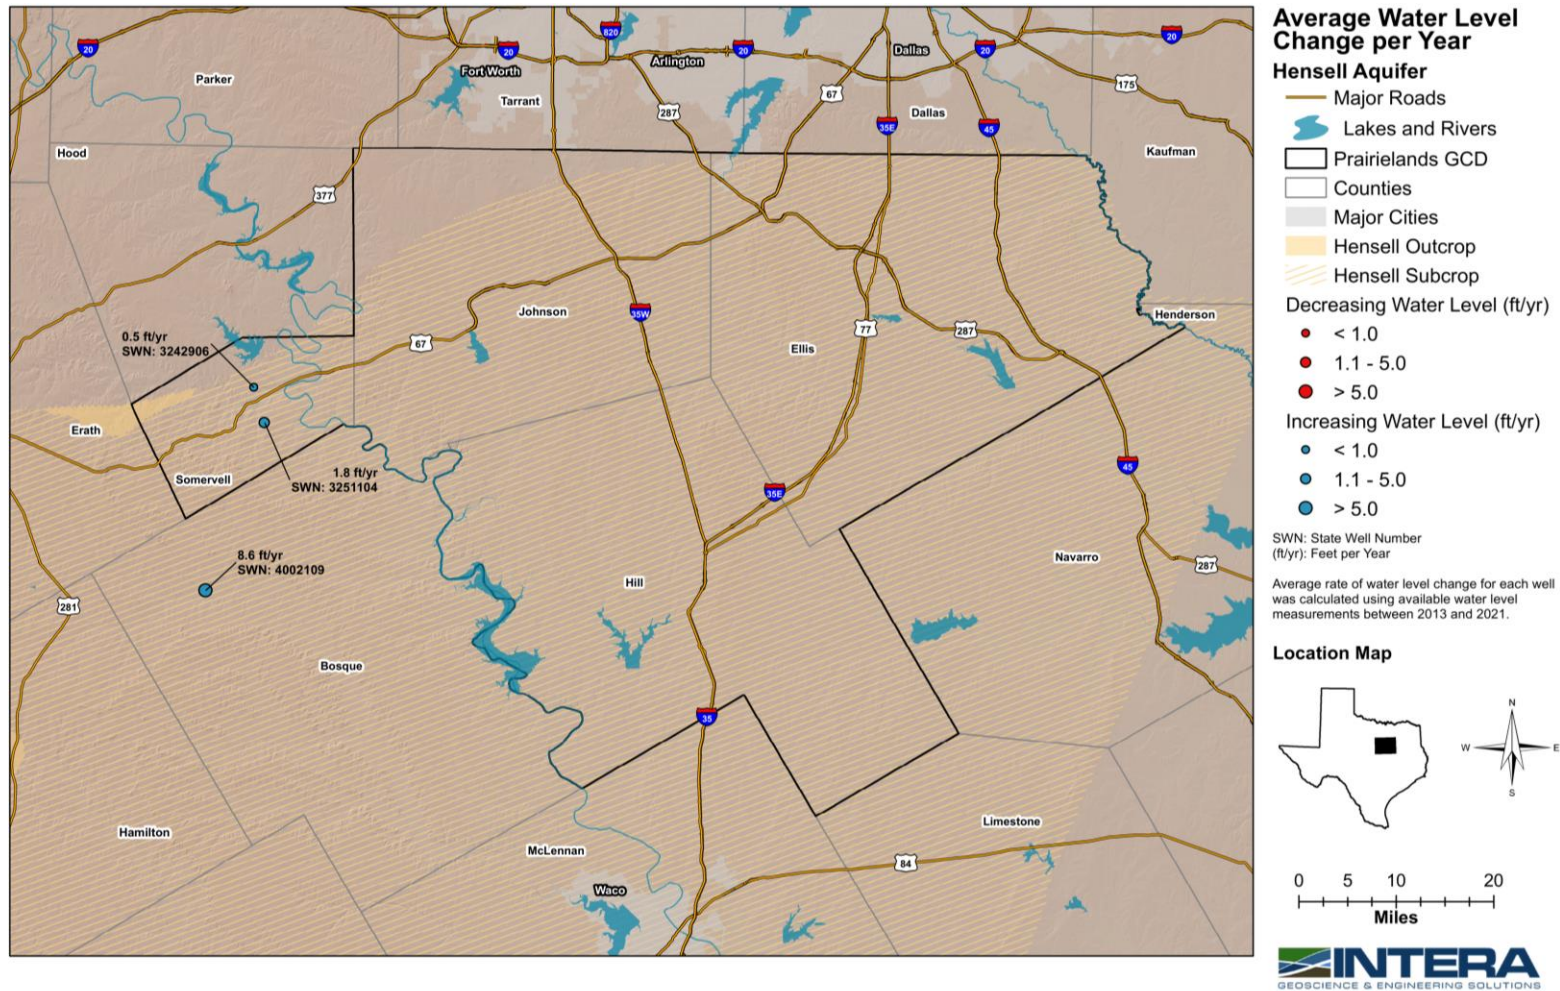 20
820
20
20
Dallas
20
20
Parker
Fort Worth
Arlington
175
Tarrant
287
67
Dallas
35E
45
Hood
Kaufman
377
Johnson
35W
Henderson
0.5 ft/yr
SWN: 3242906
67
77
287
Ellis
Erath
1.8 ft/yr
SWN: 3251104
Somervell
45
35E
8.6 ft/yr
SWN: 4002109
Navarro
287
Hill
281
Bosque
35
Hamilton
Limestone
McLennan
84
Waco
Average Water Level
Change per Year
Hensell Aquifer
Major Roads
Lakes and Rivers
Prairielands GCD
Counties
Major Cities
Hensell Outcrop
Hensell Subcrop
Decreasing Water Level (ft/yr)
< 1.0
1.1 - 5.0
> 5.0
Increasing Water Level (ft/yr)
< 1.0
1.1 - 5.0
> 5.0
SWN: State Well Number
(ft/yr): Feet per Year
Average rate of water level change for each well
was calculated using available water level
measurements between 2013 and 2021.
Location Map
N
W E
S
0 5 10 20
Miles
INTERA
GEOSCIENCE & ENGINEERING SOLUTIONS